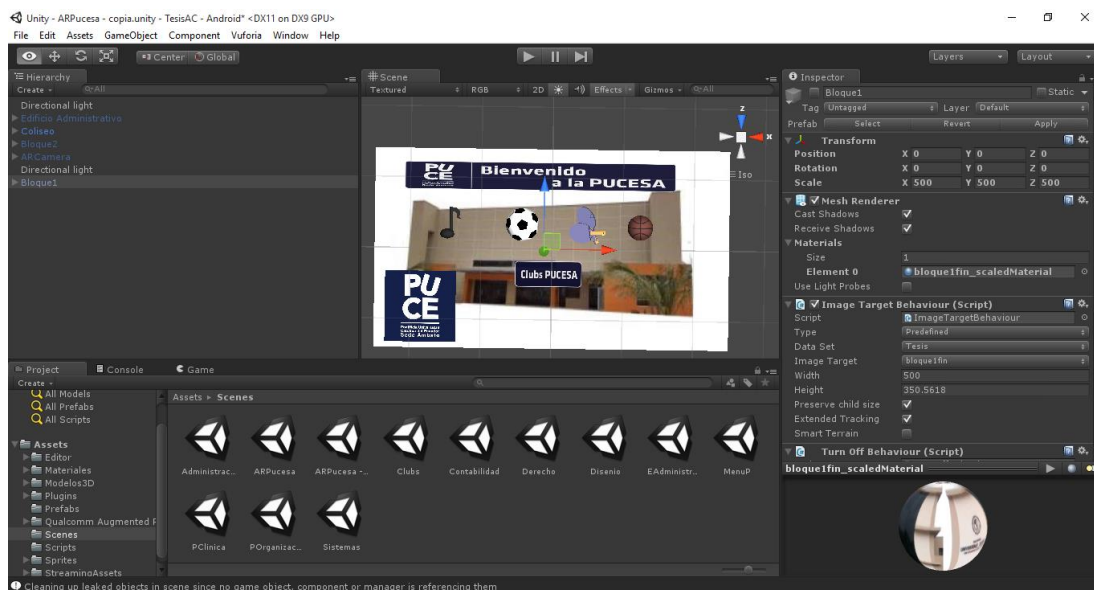 Unity - ARPucesa - copia.unity - TesisAC - Android* <DX11 on DX9 GPU>
File Edit Assets GameObject Component Vuforia Window Help
Center Global Layers Layout
Hierarchy
Create All
Directional light
Edificio Administrativo
Coliseo
Bloque2
ARCamera
Directional light
Bloque1
Scene
Textured RGB 2D Effects Gizmos All
z
x
Iso
PUCE
Bienvenido
a la PUCESA
Clubs PUCESA
PU
CE
Inspector
Bloque1 Static
Tag Untagged Layer Default
Prefab Select Revert Apply
Transform
Position X 0 Y 0 Z 0
Rotation X 0 Y 0 Z 0
Scale X 500 Y 500 Z 500
Mesh Renderer
Cast Shadows
Receive Shadows
Materials
Size 1
Element 0 bloque1fin_scaledMaterial
Use Light Probes
Image Target Behaviour (Script)
Script ImageTargetBehaviour
Type Predefined
Data Set Tesis
Image Target bloque1fin
Width 500
Height 350.5618
Preserve child size
Extended Tracking
Smart Terrain
Turn Off Behaviour (Script)
bloque1fin_scaledMaterial
Project Console Game
Create
All Models
All Prefabs
All Scripts
Assets
Editor
Materiales
Modelos3D
Plugins
Prefabs
Qualcomm Augmented R
Scenes
Scripts
Sprites
StreamingAssets
Assets Scenes
Administrac... ARPucesa ARPucesa -... Clubs Contabilidad Derecho Disenio EAdministr... MenuP
PClinica POrganizac... Sistemas
Cleaning up leaked objects in scene since no game object, component or manager is referencing them